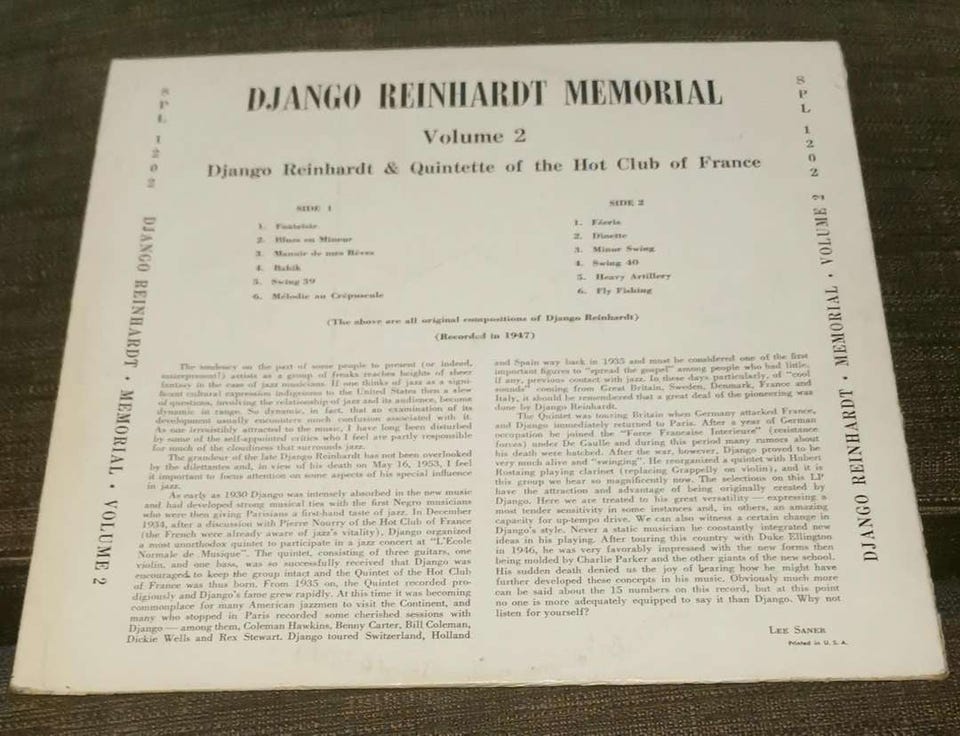 DJANGO REINHARDT MEMORIAL
Volume 2
Django Reinhardt & Quintette of the Hot Club of France
SIDE 1
1. Fantaisie
2. Blues en Mineur
3. Manoir de mes Rêves
4. Babik
5. Swing 39
6. Mélodie au Crépuscule
SIDE 2
1. Féerie
2. Dinette
3. Minor Swing
4. Swing 40
5. Heavy Artillery
6. Fly Fishing
(The above are all original compositions of Django Reinhardt)
(Recorded in 1947)
The tendency on the part of some people to present (or indeed,
misrepresent!) artists as a group of freaks reaches heights of sheer
fantasy in the case of jazz musicians. If one thinks of jazz as a signi-
ficant cultural expression indigenous to the United States then a slew
of questions, involving the relationship of jazz and its audience, become
dynamic in range. So dynamic, in fact, that an examination of its
development usually encounters much confusion associated with it.
As one irresistibly attracted to the music, I have long been disturbed
by some of the self-appointed critics who I feel are partly responsible
for much of the cloudiness that surrounds jazz.
The grandeur of the late Django Reinhardt has not been overlooked
by the dilettantes and, in view of his death on May 16, 1953, I feel
it important to focus attention on some aspects of his special influence
in jazz.
As early as 1930 Django was intensely absorbed in the new music
and had developed strong musical ties with the first Negro musicians
who were then giving Parisians a first-hand taste of jazz. In December
1934, after a discussion with Pierre Nourry of the Hot Club of France
(the French were already aware of jazz's vitality), Django organized
a most unorthodox quintet to participate in a jazz concert at "L'Ecole
Normale de Musique". The quintet, consisting of three guitars, one
violin, and one bass, was so successfully received that Django was
encouraged to keep the group intact and the Quintet of the Hot Club
of France was thus born. From 1935 on, the Quintet recorded pro-
digiously and Django's fame grew rapidly. At this time it was becoming
commonplace for many American jazzmen to visit the Continent, and
many who stopped in Paris recorded some cherished sessions with
Django — among them, Coleman Hawkins, Benny Carter, Bill Coleman,
Dickie Wells and Rex Stewart. Django toured Switzerland, Holland
and Spain way back in 1935 and must be considered one of the first
important figures to "spread the gospel" among people who had little,
if any, previous contact with jazz. In these days particularly, of "cool
sounds" coming from Great Britain, Sweden, Denmark, France and
Italy, it should be remembered that a great deal of the pioneering was
done by Django Reinhardt.
The Quintet was touring Britain when Germany attacked France,
and Django immediately returned to Paris. After a year of German
occupation he joined the "Force Francaise Interieure" (resistance
forces) under De Gaulle and during this period many rumors about
his death were hatched. After the war, however, Django proved to be
very much alive and "swinging". He reorganized a quintet with Hubert
Rostaing playing clarinet (replacing Grappelly on violin), and it is
this group we hear so magnificently now. The selections on this LP
have the attraction and advantage of being originally created by
Django. Here we are treated to his great versatility — expressing a
most tender sensitivity in some instances and, in others, an amazing
capacity for up-tempo drive. We can also witness a certain change in
Django's style. Never a static musician he constantly integrated new
ideas in his playing. After touring this country with Duke Ellington
in 1946, he was very favorably impressed with the new forms then
being molded by Charlie Parker and the other giants of the new school.
His sudden death denied us the joy of hearing how he might have
further developed these concepts in his music. Obviously much more
can be said about the 15 numbers on this record, but at this point
no one is more adequately equipped to say it than Django. Why not
listen for yourself?
LEE SANER
Printed in U. S. A.
SPL 1202 DJANGO REINHARDT • MEMORIAL • VOLUME 2
SPL 1202
DJANGO REINHARDT • MEMORIAL • VOLUME 2